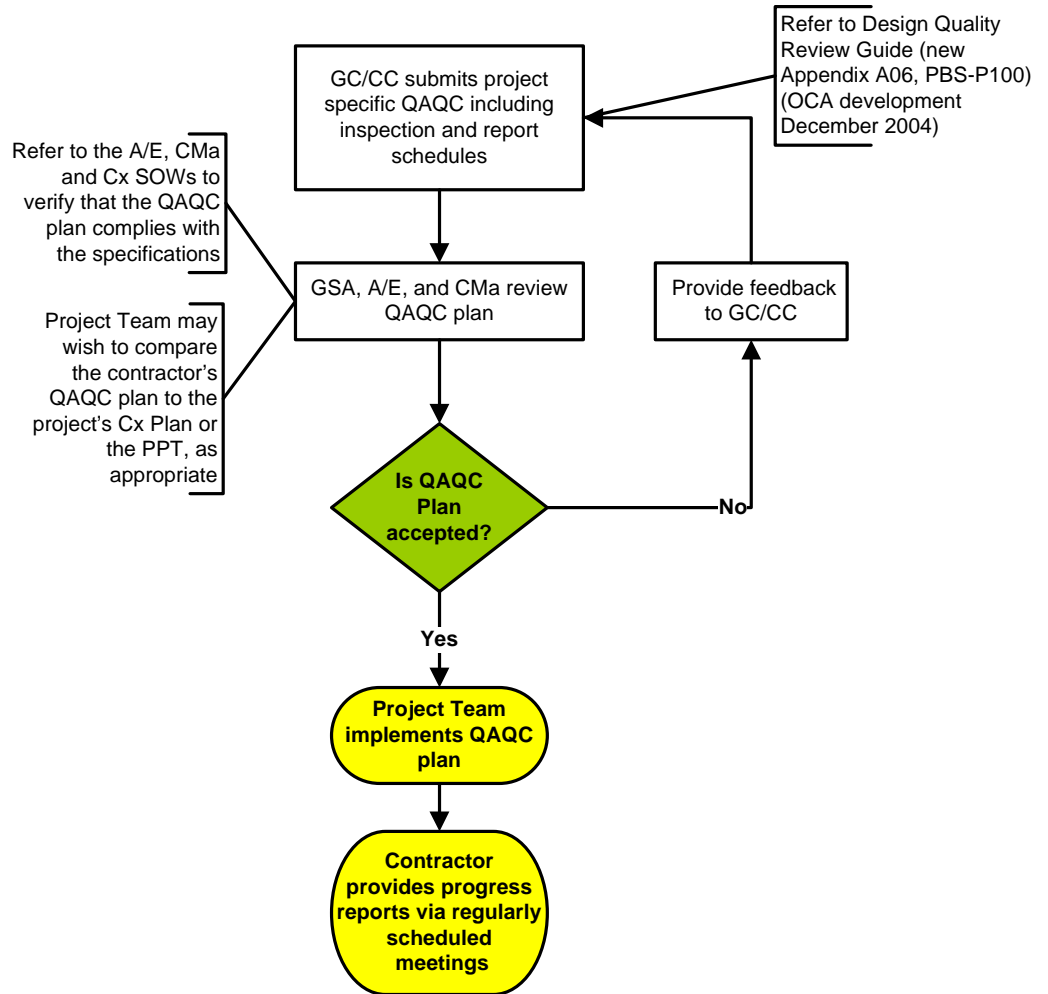 Refer to Design Quality
Review Guide (new
Appendix A06, PBS-P100)
(OCA development
December 2004)
GC/CC submits project
specific QAQC including
inspection and report
schedules
Refer to the A/E, CMa
and Cx SOWs to
verify that the QAQC
plan complies with
the specifications
GSA, A/E, and CMa review
QAQC plan
Provide feedback
to GC/CC
Project Team may
wish to compare
the contractor's
QAQC plan to the
project's Cx Plan or
the PPT, as
appropriate
Is QAQC
Plan
accepted?
No
Yes
Project Team
implements QAQC
plan
Contractor
provides progress
reports via regularly
scheduled
meetings